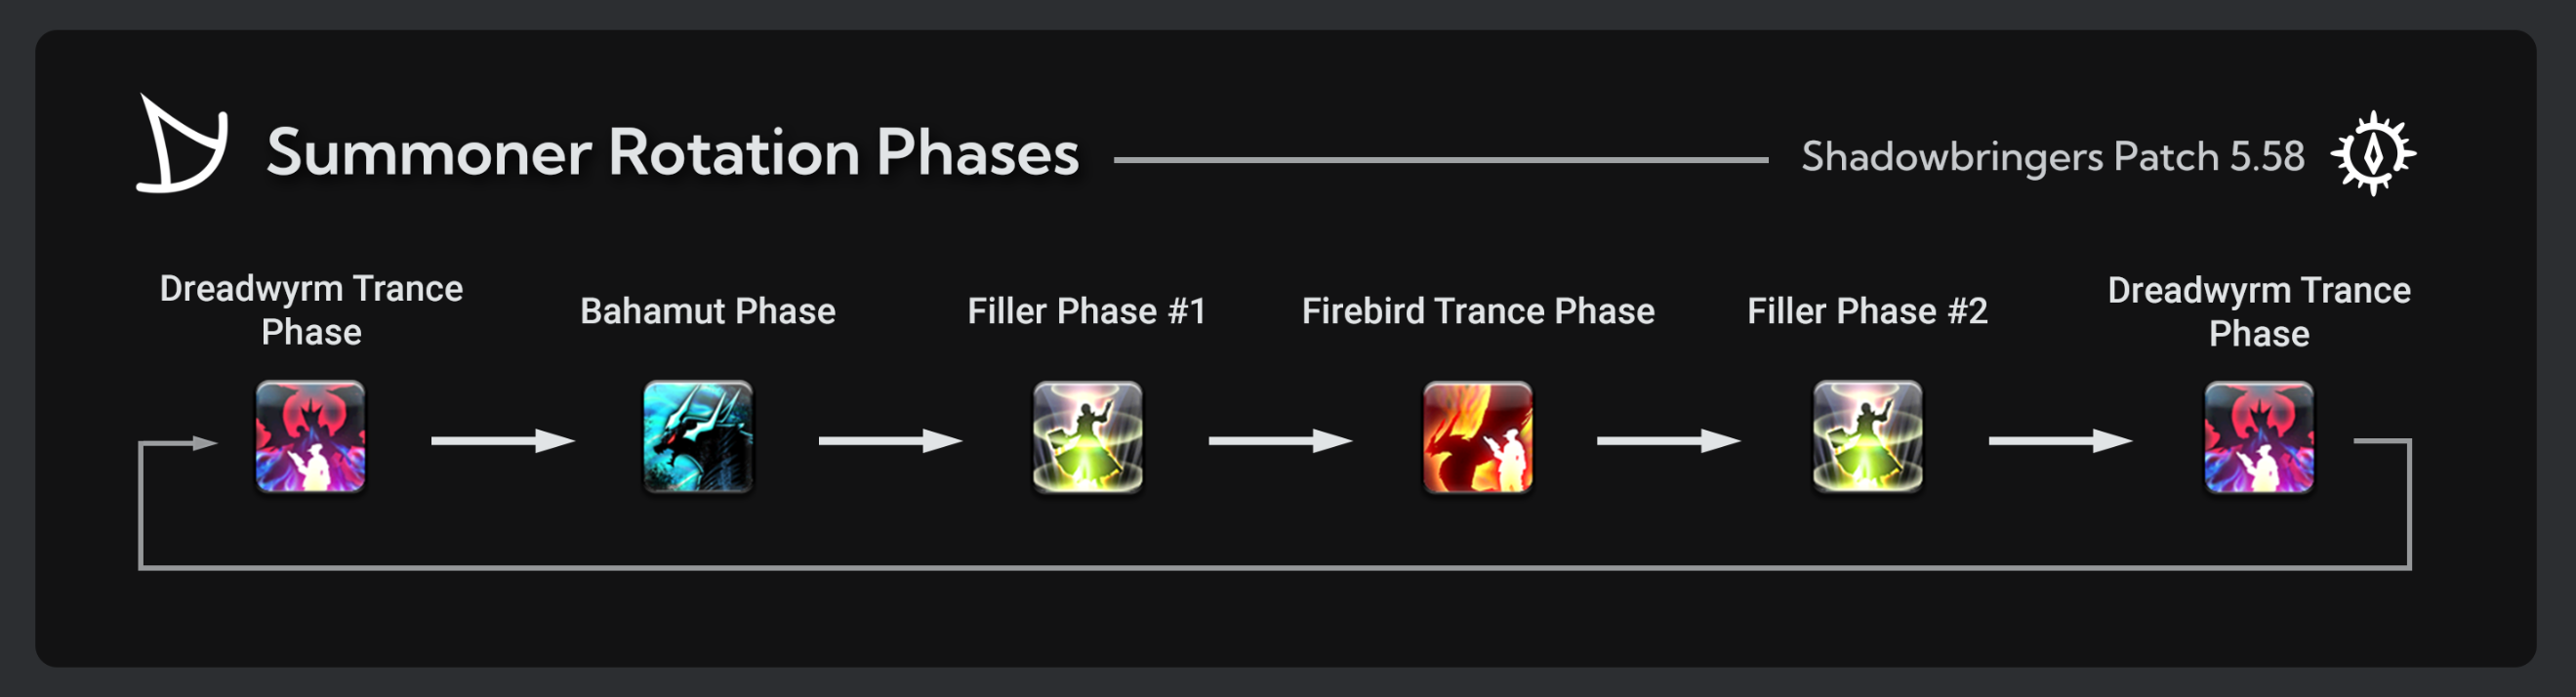 Summoner Rotation Phases
Shadowbringers Patch 5.58
Dreadwyrm Trance
Phase
Bahamut Phase
Filler Phase #1
Firebird Trance Phase
Filler Phase #2
Dreadwyrm Trance
Phase